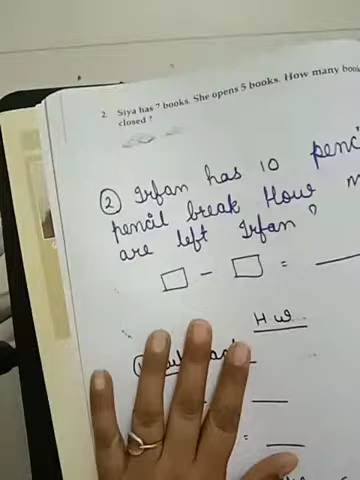 2. Siya has 7 books. She opens 5 books. How many
closed ?
② Irfan has 10
pencil break How
are left Irfan ?
□ - □ = ___
H.W.
= ___